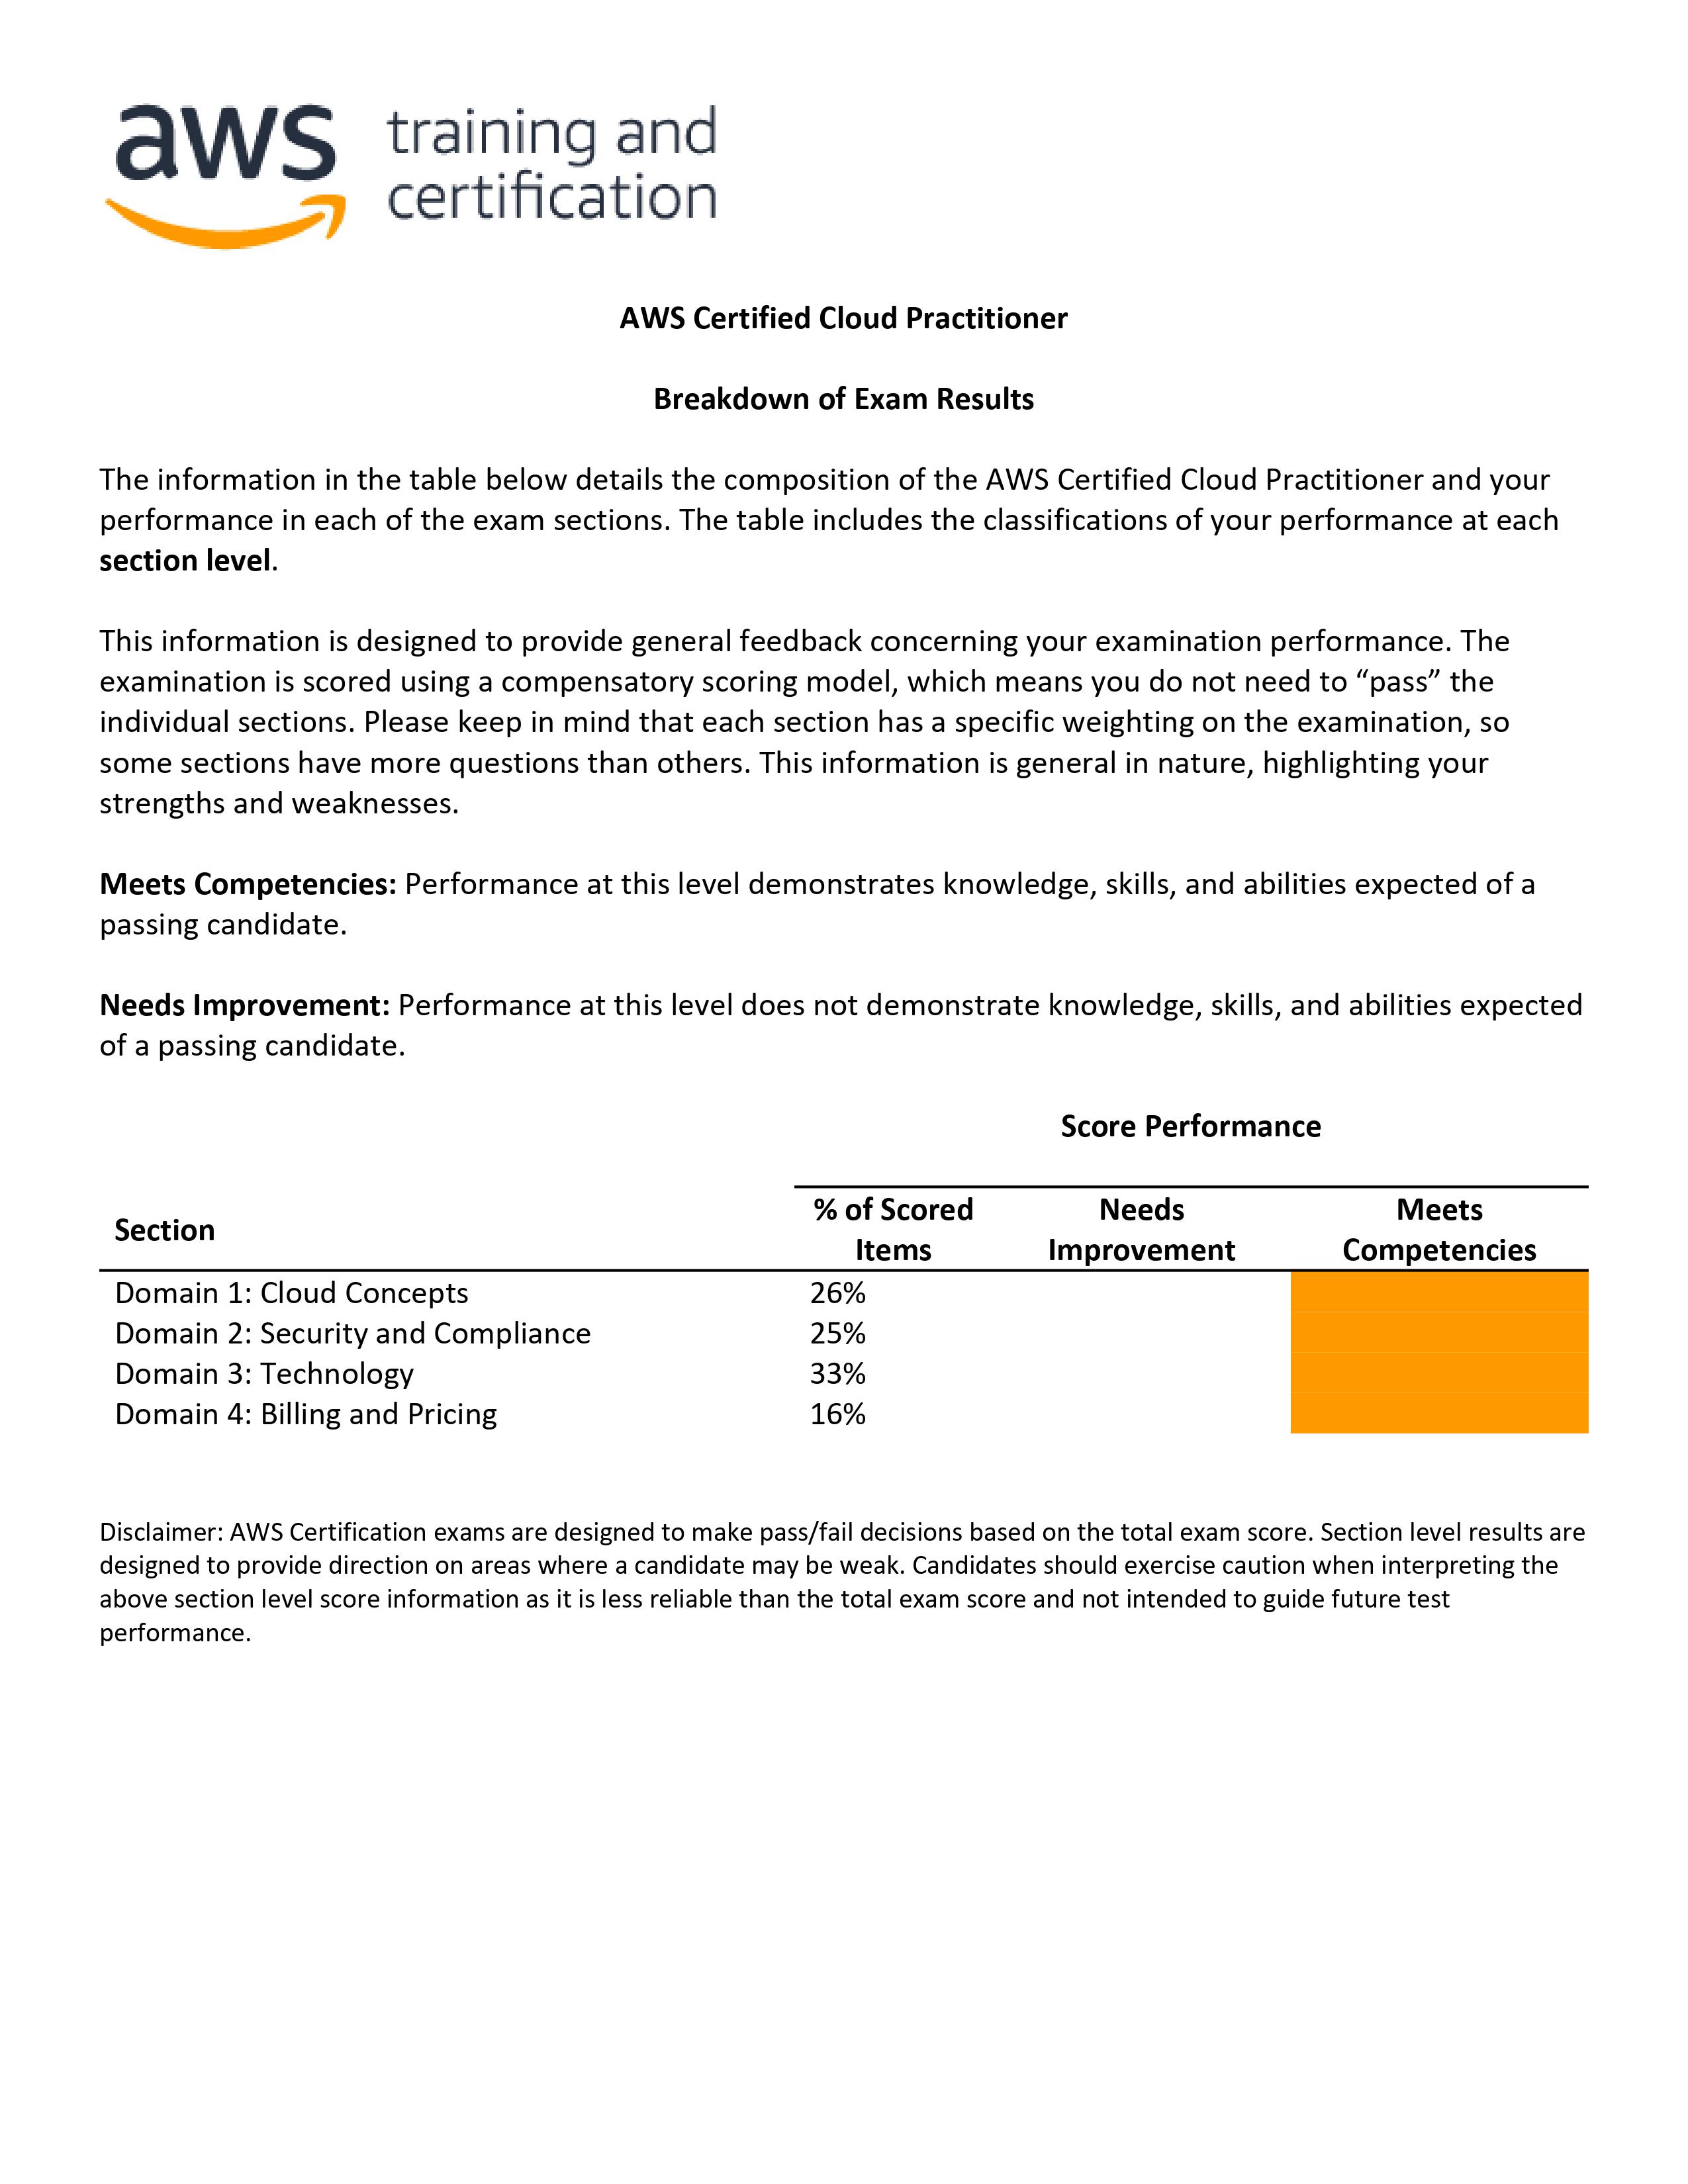 aws training and
certification
AWS Certified Cloud Practitioner
Breakdown of Exam Results
The information in the table below details the composition of the AWS Certified Cloud Practitioner and your
performance in each of the exam sections. The table includes the classifications of your performance at each
section level.
This information is designed to provide general feedback concerning your examination performance. The
examination is scored using a compensatory scoring model, which means you do not need to “pass” the
individual sections. Please keep in mind that each section has a specific weighting on the examination, so
some sections have more questions than others. This information is general in nature, highlighting your
strengths and weaknesses.
Meets Competencies: Performance at this level demonstrates knowledge, skills, and abilities expected of a
passing candidate.
Needs Improvement: Performance at this level does not demonstrate knowledge, skills, and abilities expected
of a passing candidate.
Score Performance
Section % of Scored Items Needs Improvement Meets Competencies
Domain 1: Cloud Concepts 26%
Domain 2: Security and Compliance 25%
Domain 3: Technology 33%
Domain 4: Billing and Pricing 16%
Disclaimer: AWS Certification exams are designed to make pass/fail decisions based on the total exam score. Section level results are
designed to provide direction on areas where a candidate may be weak. Candidates should exercise caution when interpreting the
above section level score information as it is less reliable than the total exam score and not intended to guide future test
performance.